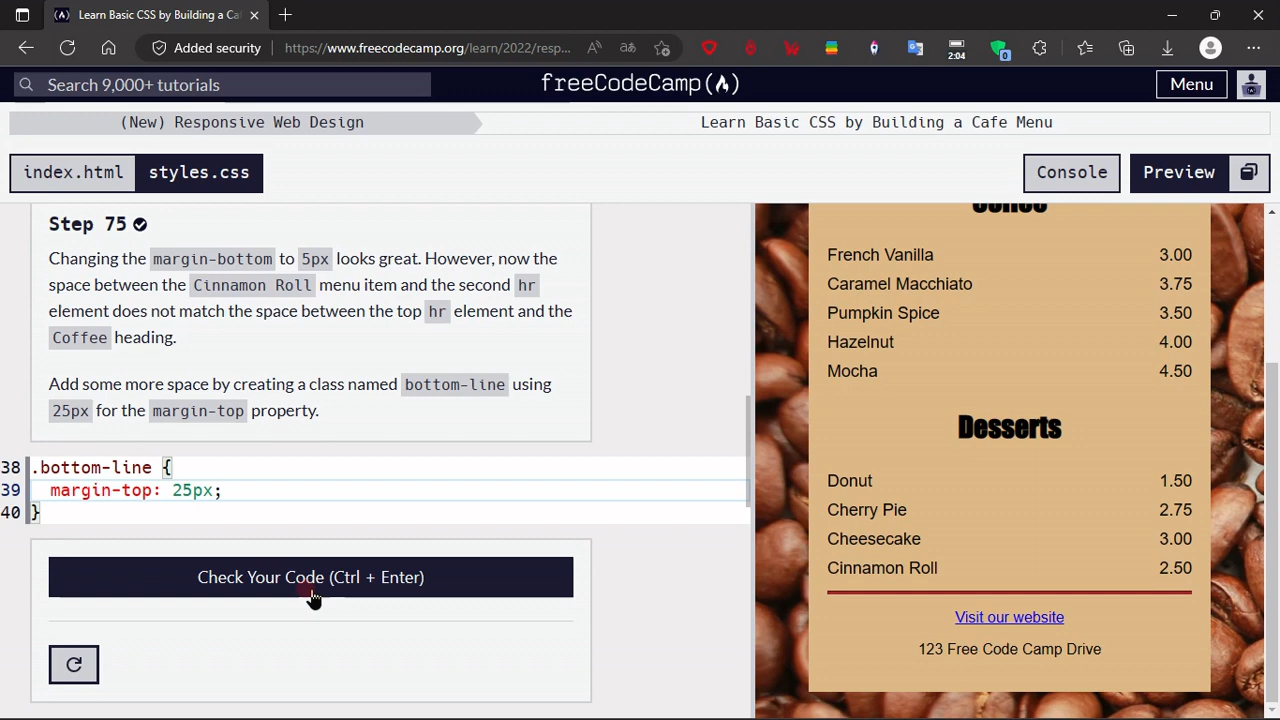 Learn Basic CSS by Building a Ca
Added security
https://www.freecodecamp.org/learn/2022/resp...
2:04
Search 9,000+ tutorials
freeCodeCamp(🔥)
Menu
(New) Responsive Web Design
Learn Basic CSS by Building a Cafe Menu
index.html
styles.css
Console
Preview
Step 75
Changing the margin-bottom to 5px looks great. However, now the
space between the Cinnamon Roll menu item and the second hr
element does not match the space between the top hr element and the
Coffee heading.
Add some more space by creating a class named bottom-line using
25px for the margin-top property.
38 .bottom-line {
39 margin-top: 25px;
40 }
Check Your Code (Ctrl + Enter)
Coffee
French Vanilla 3.00
Caramel Macchiato 3.75
Pumpkin Spice 3.50
Hazelnut 4.00
Mocha 4.50
Desserts
Donut 1.50
Cherry Pie 2.75
Cheesecake 3.00
Cinnamon Roll 2.50
Visit our website
123 Free Code Camp Drive